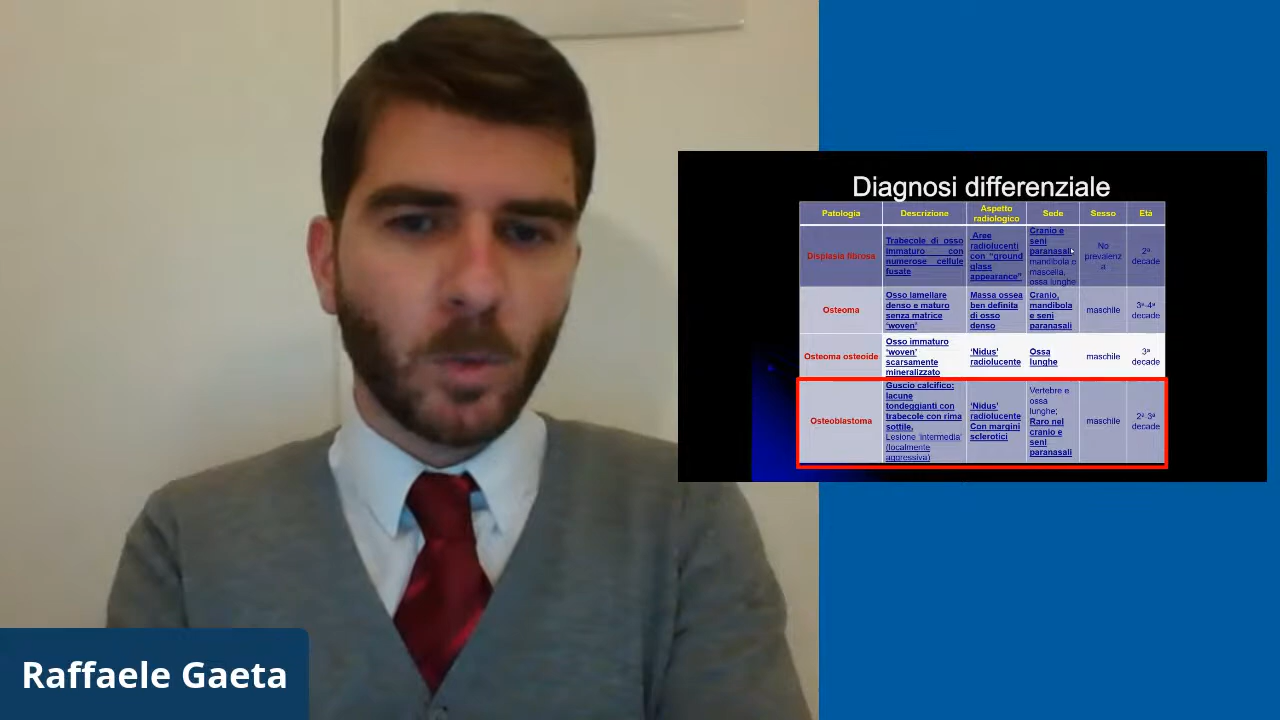 Diagnosi differenziale
Patologia
Descrizione
Aspetto
radiologico
Sede
Sesso
Età
Displasia fibrosa
Trabecole di osso
immaturo con
numerose cellule
fusate
Aree
radiolucenti
con "ground
glass
appearance"
Cranio e
seni
paranasali,
mandibola e
mascella,
ossa lunghe
No
prevalenz
a
2ª
decade
Osteoma
Osso lamellare
denso e maturo
senza matrice
'woven'
Massa ossea
ben definita
di osso
denso
Cranio,
mandibola
e seni
paranasali
maschile
3ª-4ª
decade
Osteoma osteoide
Osso immaturo
'woven'
scarsamente
mineralizzato
'Nidus'
radiolucente
Ossa
lunghe
maschile
3ª
decade
Osteoblastoma
Guscio calcifico;
lacune
tondeggianti con
trabecole con rima
sottile.
Lesione 'intermedia'
(localmente
aggressiva)
'Nidus'
radiolucente
Con margini
sclerotici
Vertebre e
ossa
lunghe;
Raro nel
cranio e
seni
paranasali
maschile
2ª-3ª
decade
Raffaele Gaeta